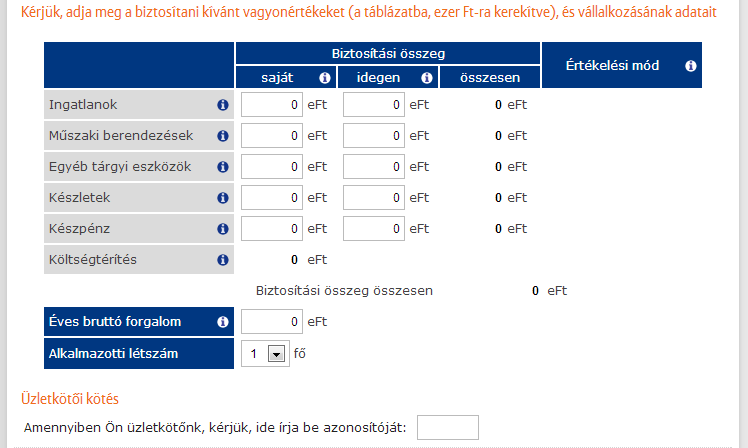 Kérjük, adja meg a biztosítani kívánt vagyonértékeket (a táblázatba, ezer Ft-ra kerekítve), és vállalkozásának adatait
Biztosítási összeg
Értékelési mód
saját idegen összesen
Ingatlanok 0 eFt 0 eFt 0 eFt
Műszaki berendezések 0 eFt 0 eFt 0 eFt
Egyéb tárgyi eszközök 0 eFt 0 eFt 0 eFt
Készletek 0 eFt 0 eFt 0 eFt
Készpénz 0 eFt 0 eFt 0 eFt
Költségtérítés 0 eFt
Biztosítási összeg összesen 0 eFt
Éves bruttó forgalom 0 eFt
Alkalmazotti létszám 1 fő
Üzletkötői kötés
Amennyiben Ön üzletkötőnk, kérjük, ide írja be azonosítóját: